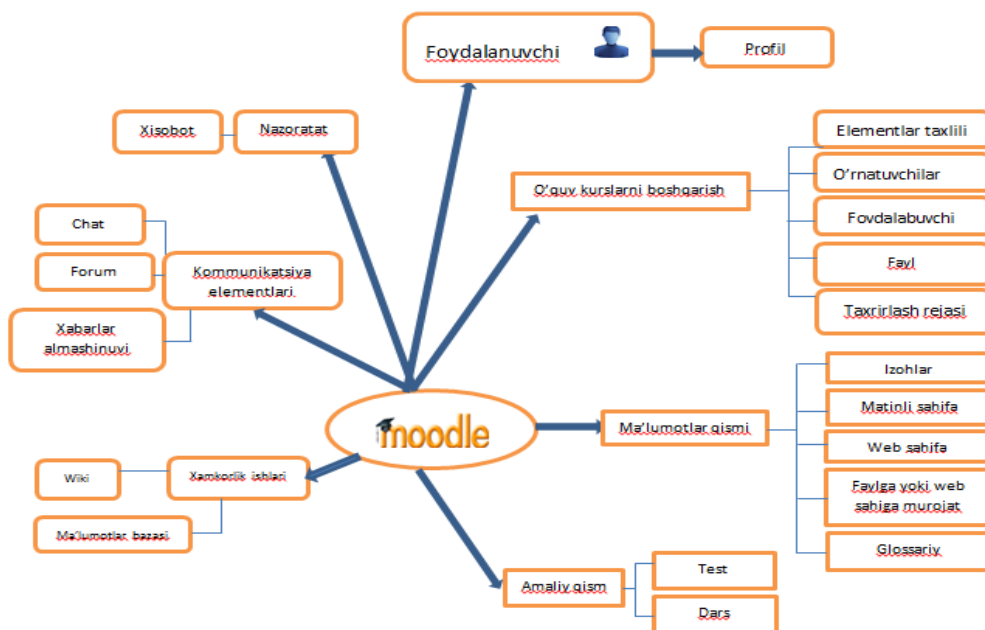 Foydalanuvchi
Profil
Xisobot
Nazoratat
Elementlar taxlili
O'quv kurslarni boshqarish
O'rnatuvchilar
Fovdalabuvchi
Fayl
Taxrirlash rejasi
Chat
Forum
Kommunikatsiya
elementlari
Xabarlar
almashinuvi
moodle
Ma'lumotlar qismi
Izohlar
Matinli sahifa
Web sahifa
Faylga yoki web
sahiga murojat
Glossariy
Wiki
Xamkorlik ishlari
Ma'lumotlar bazasi
Amaliy qism
Test
Dars